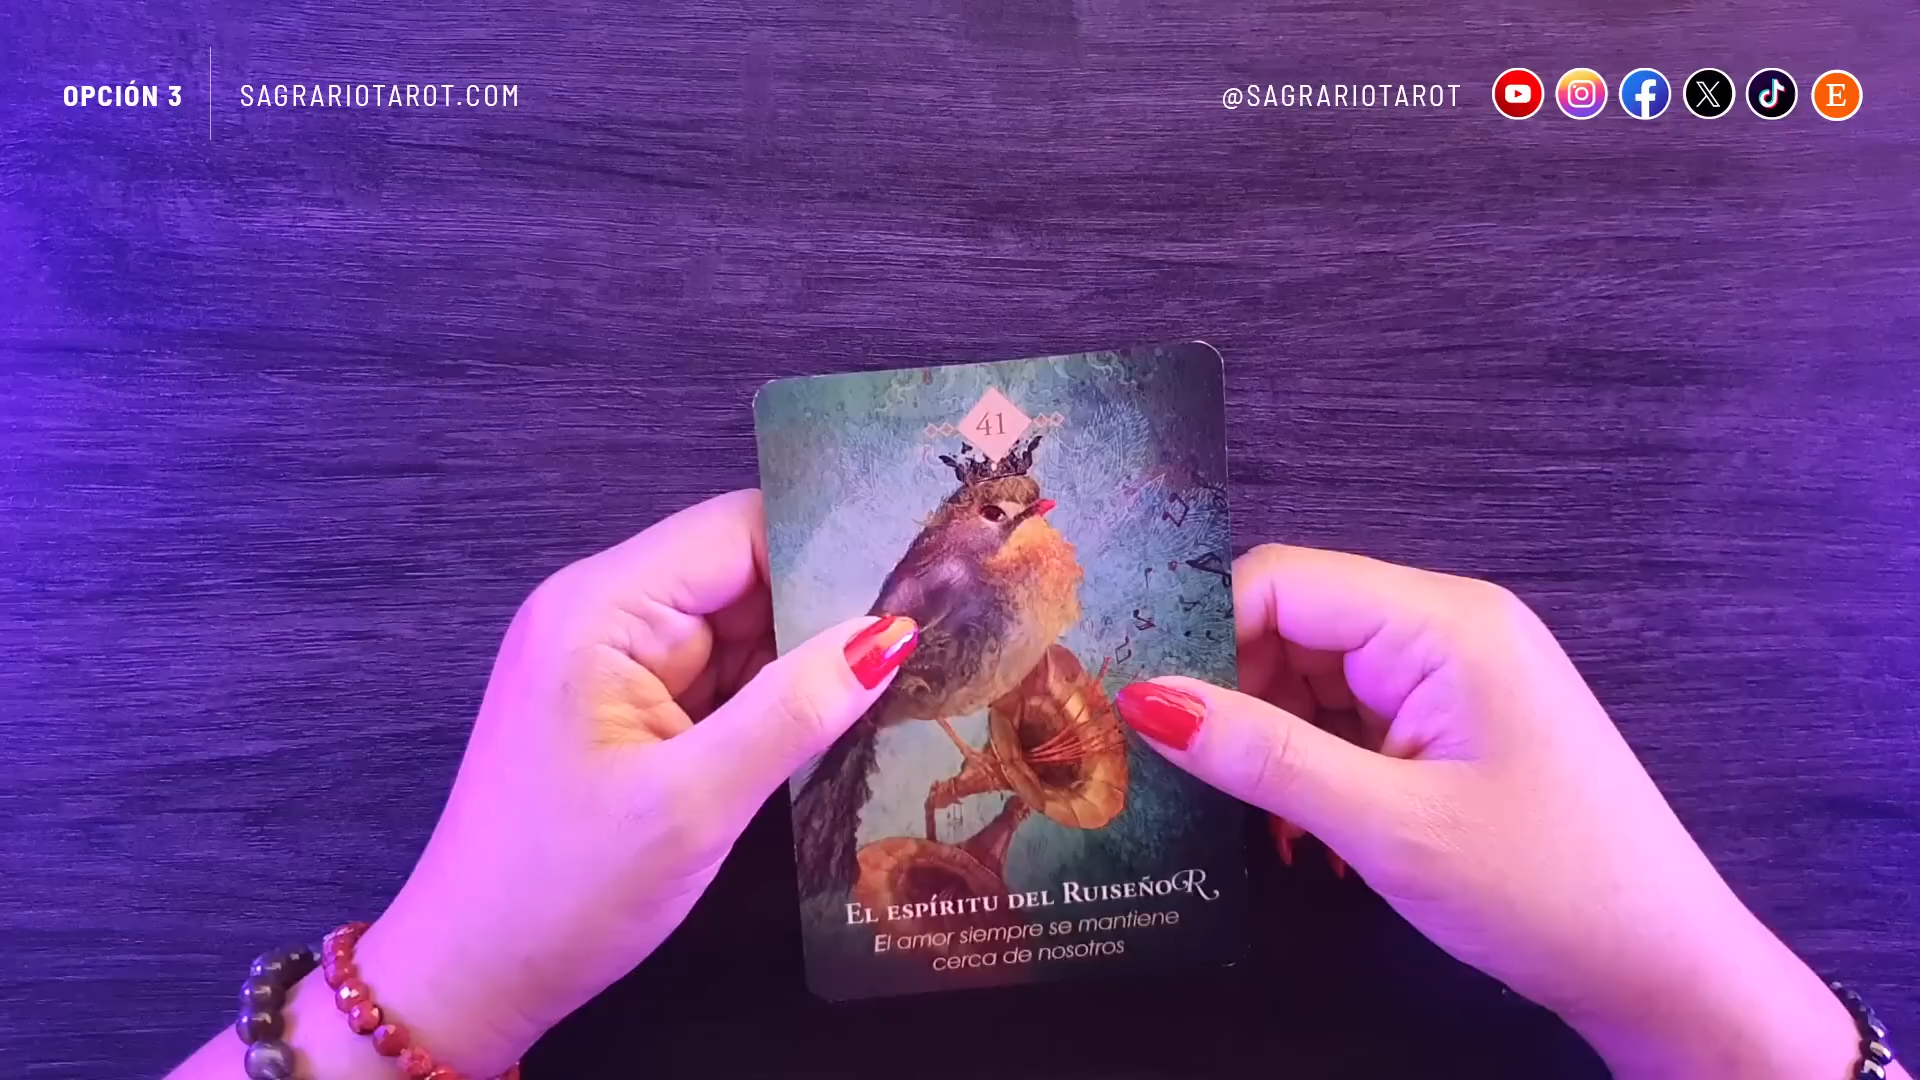 OPCIÓN 3
SAGRARIOTAROT.COM
@SAGRARIOTAROT
E
41
El espíritu del Ruiseñor
El amor siempre se mantiene
cerca de nosotros